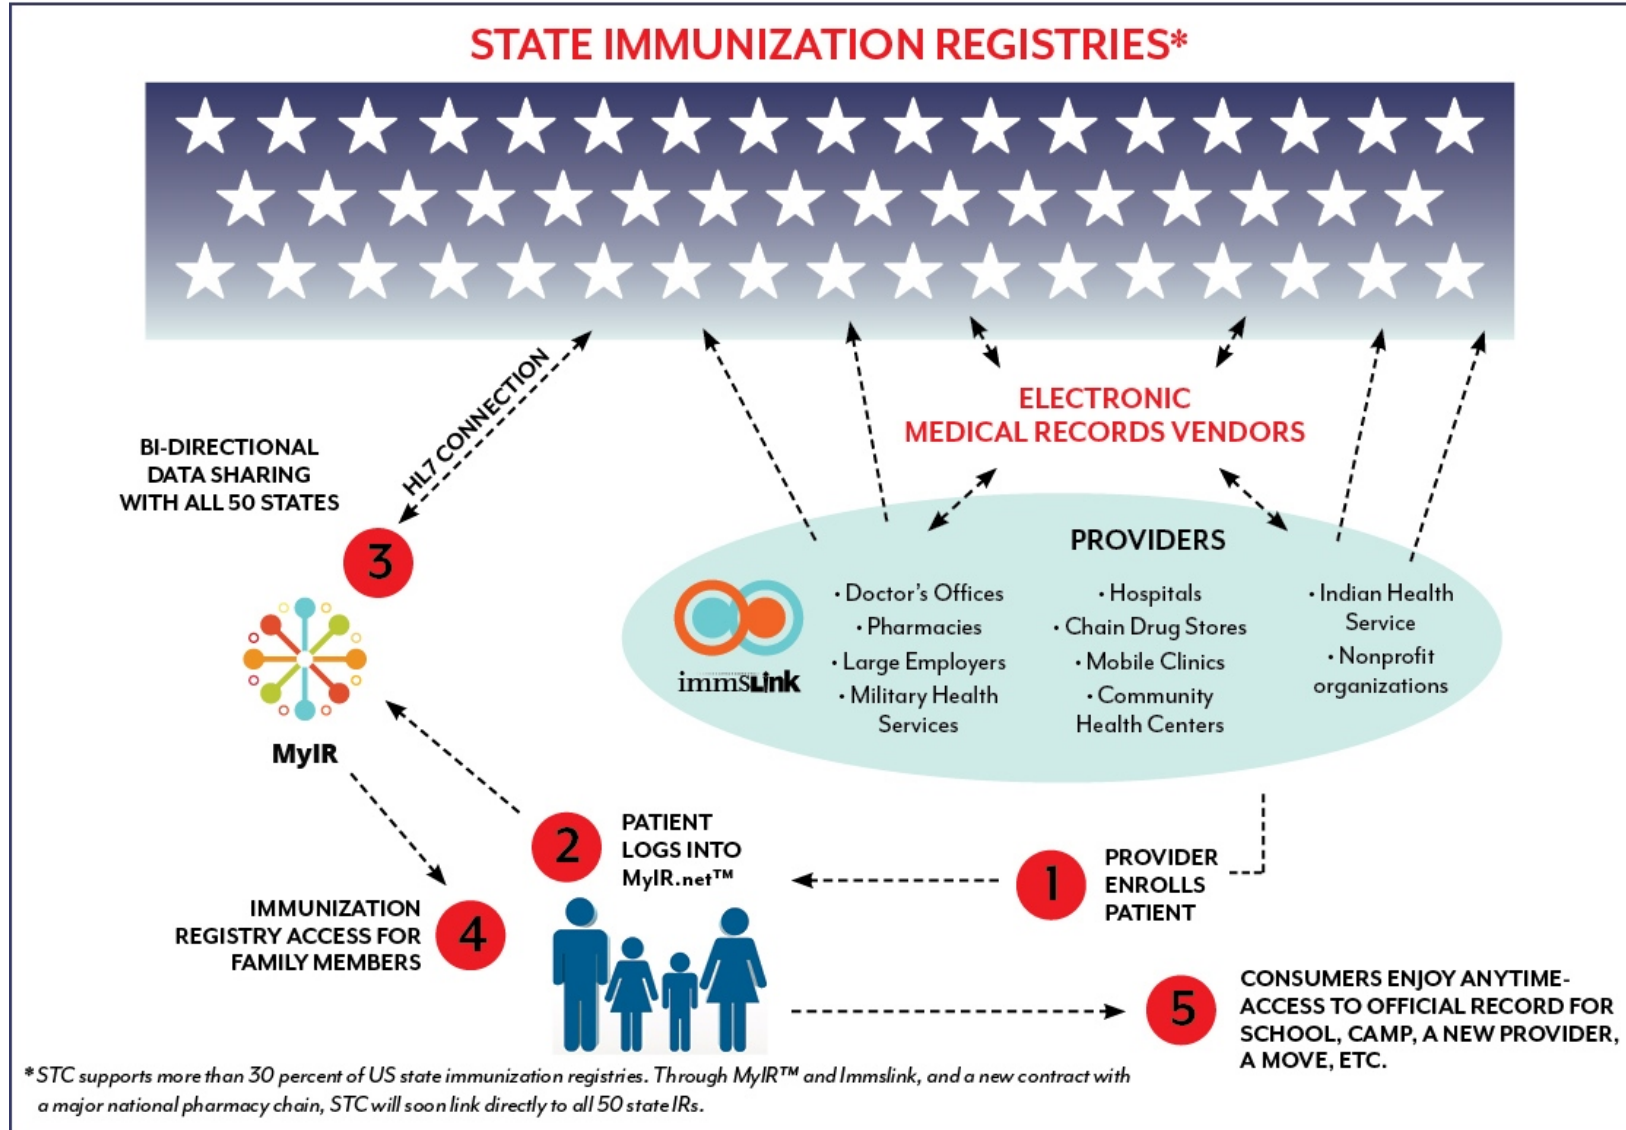 STATE IMMUNIZATION REGISTRIES*
HL7 CONNECTION
BI-DIRECTIONAL
DATA SHARING
WITH ALL 50 STATES
3
MyIR
ELECTRONIC
MEDICAL RECORDS VENDORS
PROVIDERS
immsLink
• Doctor's Offices
• Pharmacies
• Large Employers
• Military Health
Services
• Hospitals
• Chain Drug Stores
• Mobile Clinics
• Community
Health Centers
• Indian Health
Service
• Nonprofit
organizations
1
PROVIDER
ENROLLS
PATIENT
2
PATIENT
LOGS INTO
MyIR.net™
IMMUNIZATION
REGISTRY ACCESS FOR
FAMILY MEMBERS
4
5
CONSUMERS ENJOY ANYTIME-
ACCESS TO OFFICIAL RECORD FOR
SCHOOL, CAMP, A NEW PROVIDER,
A MOVE, ETC.
*STC supports more than 30 percent of US state immunization registries. Through MyIR™ and Immslink, and a new contract with
a major national pharmacy chain, STC will soon link directly to all 50 state IRs.